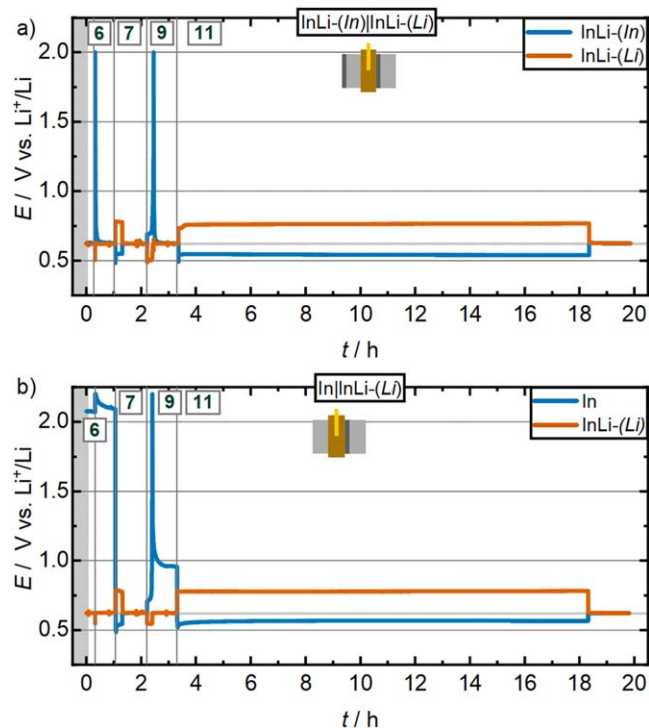 a)
6 7 9 11
InLi-(In)|InLi-(Li)
InLi-(In)
InLi-(Li)
E / V vs. Li⁺/Li
2.0
1.5
1.0
0.5
0 2 4 6 8 10 12 14 16 18 20
t / h
b)
6 7 9 11
In|InLi-(Li)
In
InLi-(Li)
E / V vs. Li⁺/Li
2.0
1.5
1.0
0.5
0 2 4 6 8 10 12 14 16 18 20
t / h